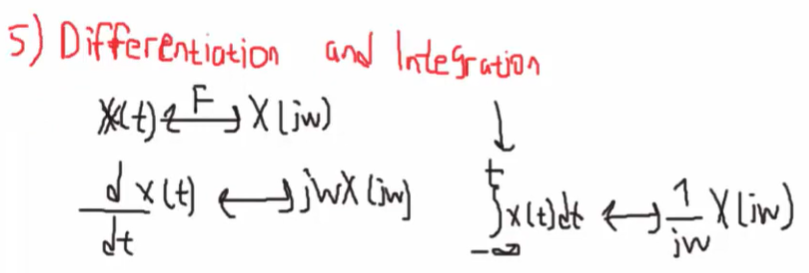 5) Differentiation and Integration
x(t) ⟷F X(jw)
d/dt x(t) ⟷ jwX(jw)
↓
∫_{-∞}^{t} x(t)dt ⟷ 1/jw X(jw)